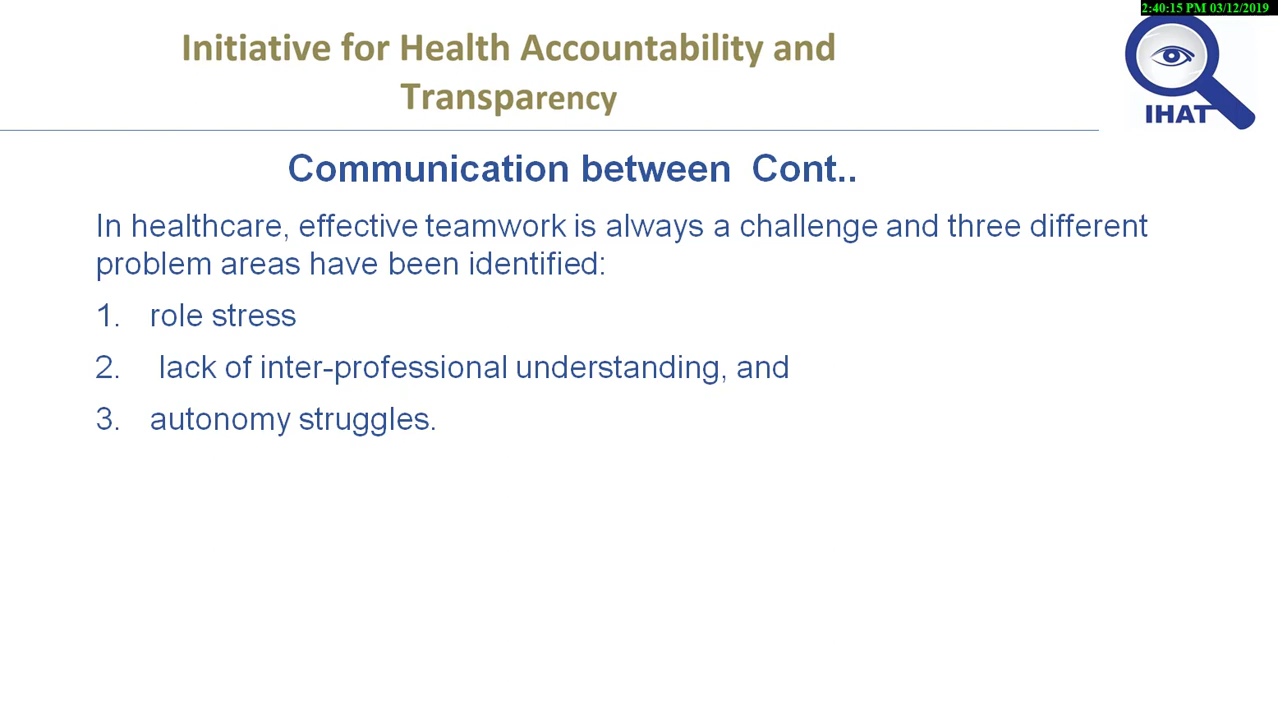 2:40:15 PM 03/12/2019
Initiative for Health Accountability and
Transparency
IHAT
Communication between  Cont..
In healthcare, effective teamwork is always a challenge and three different
problem areas have been identified:
1. role stress
2. lack of inter-professional understanding, and
3. autonomy struggles.